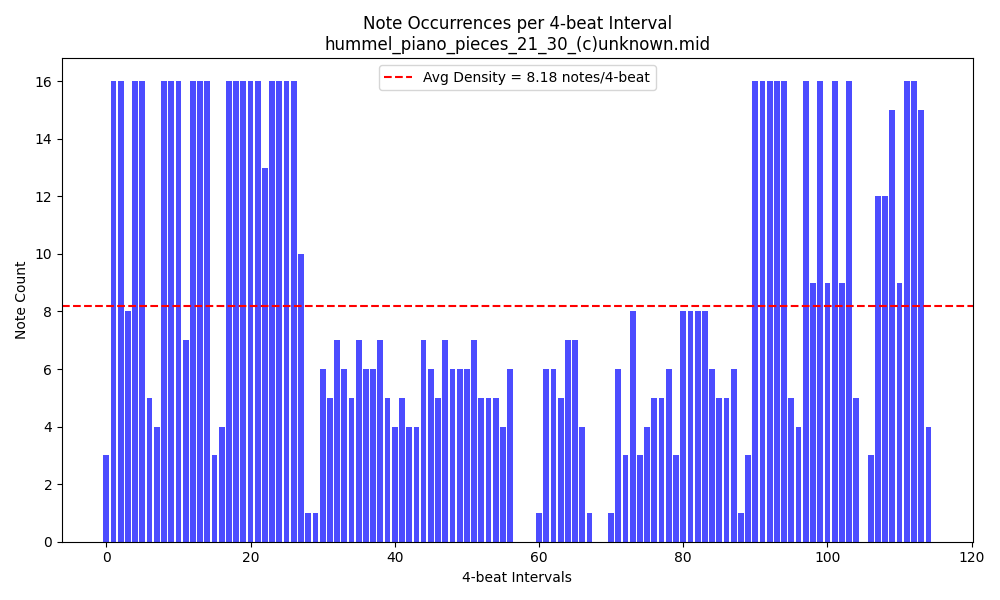 Note Occurrences per 4-beat Interval
hummel_piano_pieces_21_30_(c)unknown.mid
Avg Density = 8.18 notes/4-beat
16
14
12
10
8
6
4
2
0
Note Count
0 20 40 60 80 100 120
4-beat Intervals